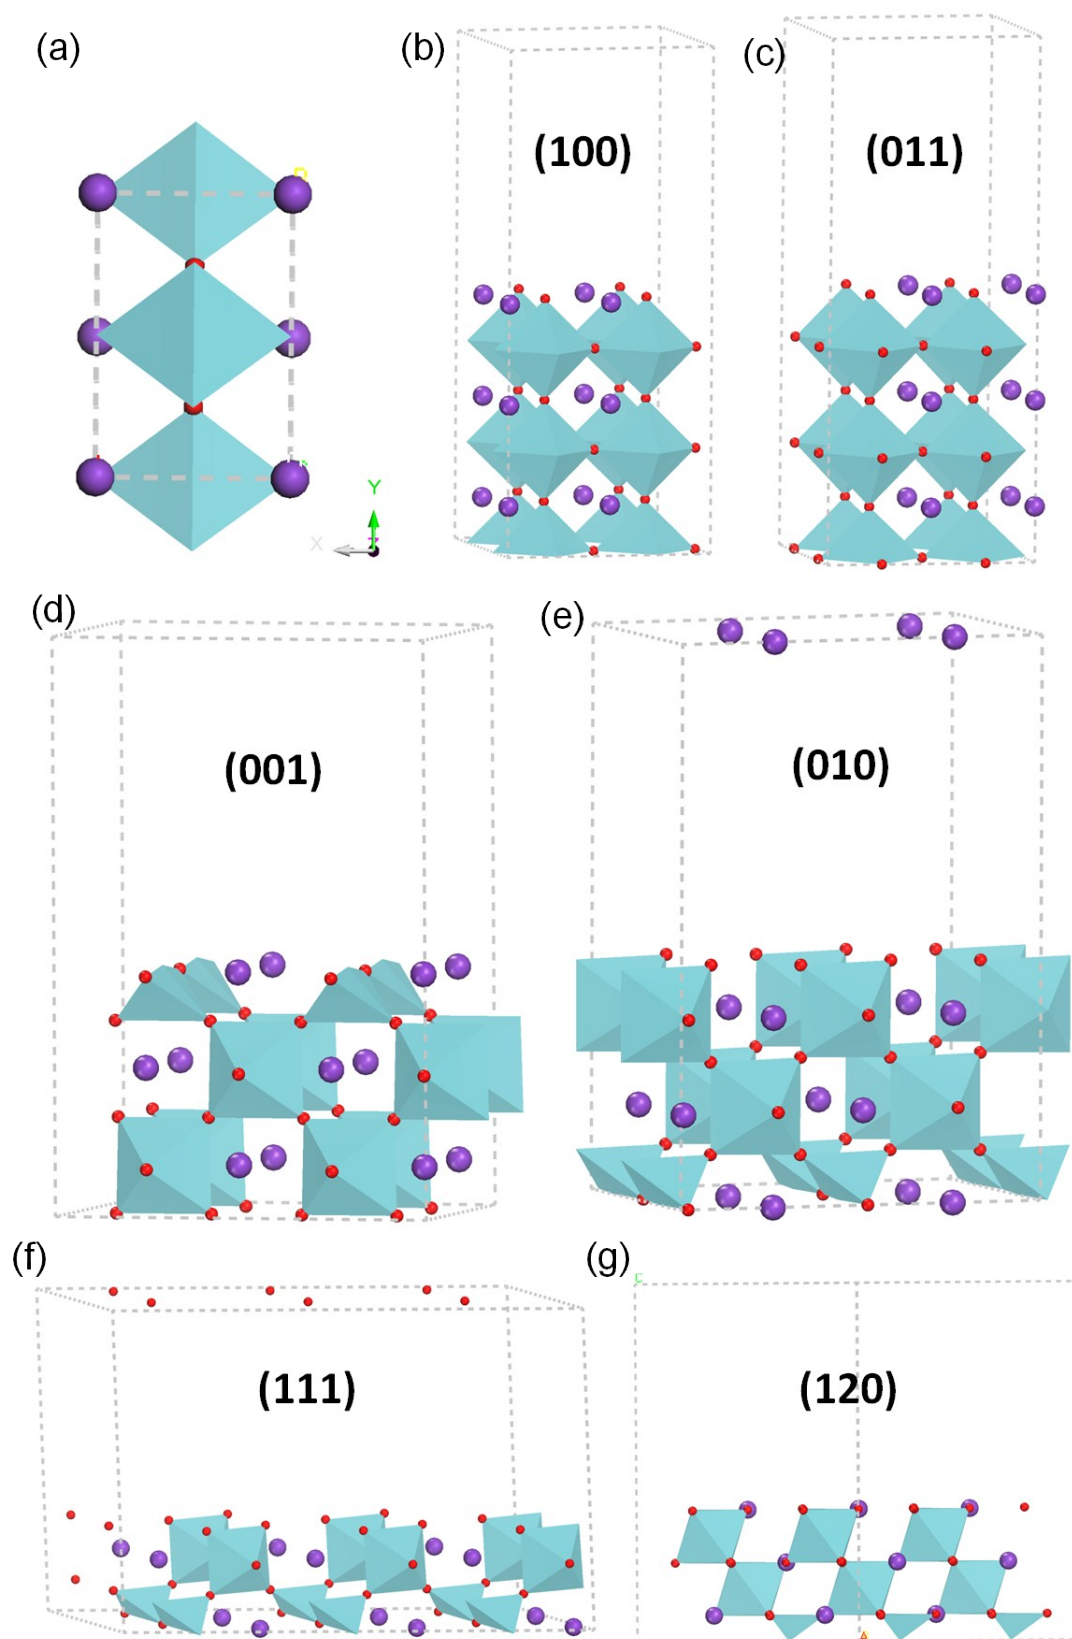 (a)
(b)
(c)
(100)
(011)
Y
X
(d)
(e)
(001)
(010)
(f)
(g)
C
(111)
(120)
A